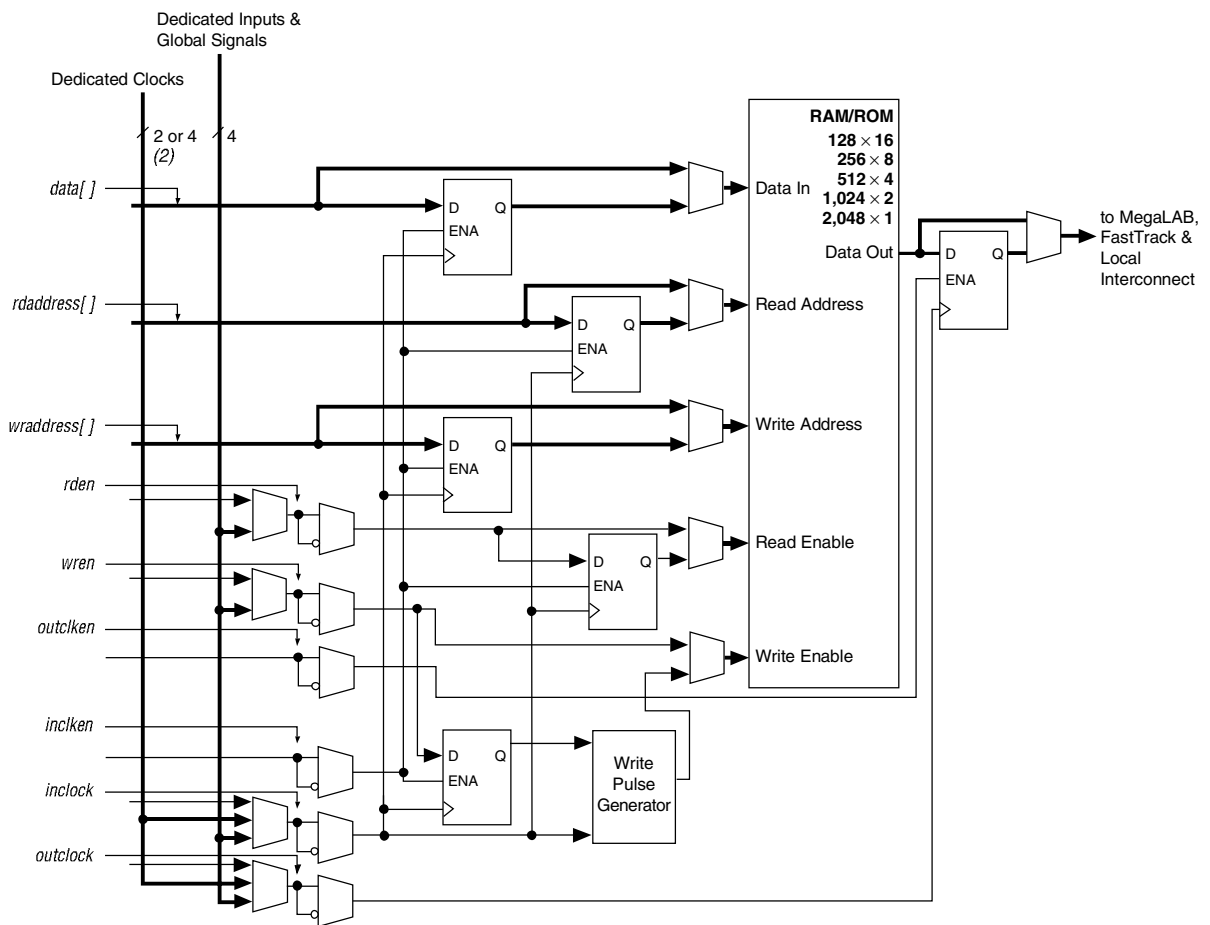 Dedicated Inputs &
Global Signals
Dedicated Clocks
2 or 4
(2)
4
RAM/ROM
128 × 16
256 × 8
512 × 4
1,024 × 2
2,048 × 1
data[ ]
D Q
ENA
Data In
Data Out
D Q
ENA
to MegaLAB,
FastTrack &
Local
Interconnect
rdaddress[ ]
D Q
ENA
Read Address
wraddress[ ]
D Q
ENA
Write Address
rden
D Q
ENA
Read Enable
wren
outclken
Write Enable
inclken
D Q
ENA
Write
Pulse
Generator
inclock
outclock